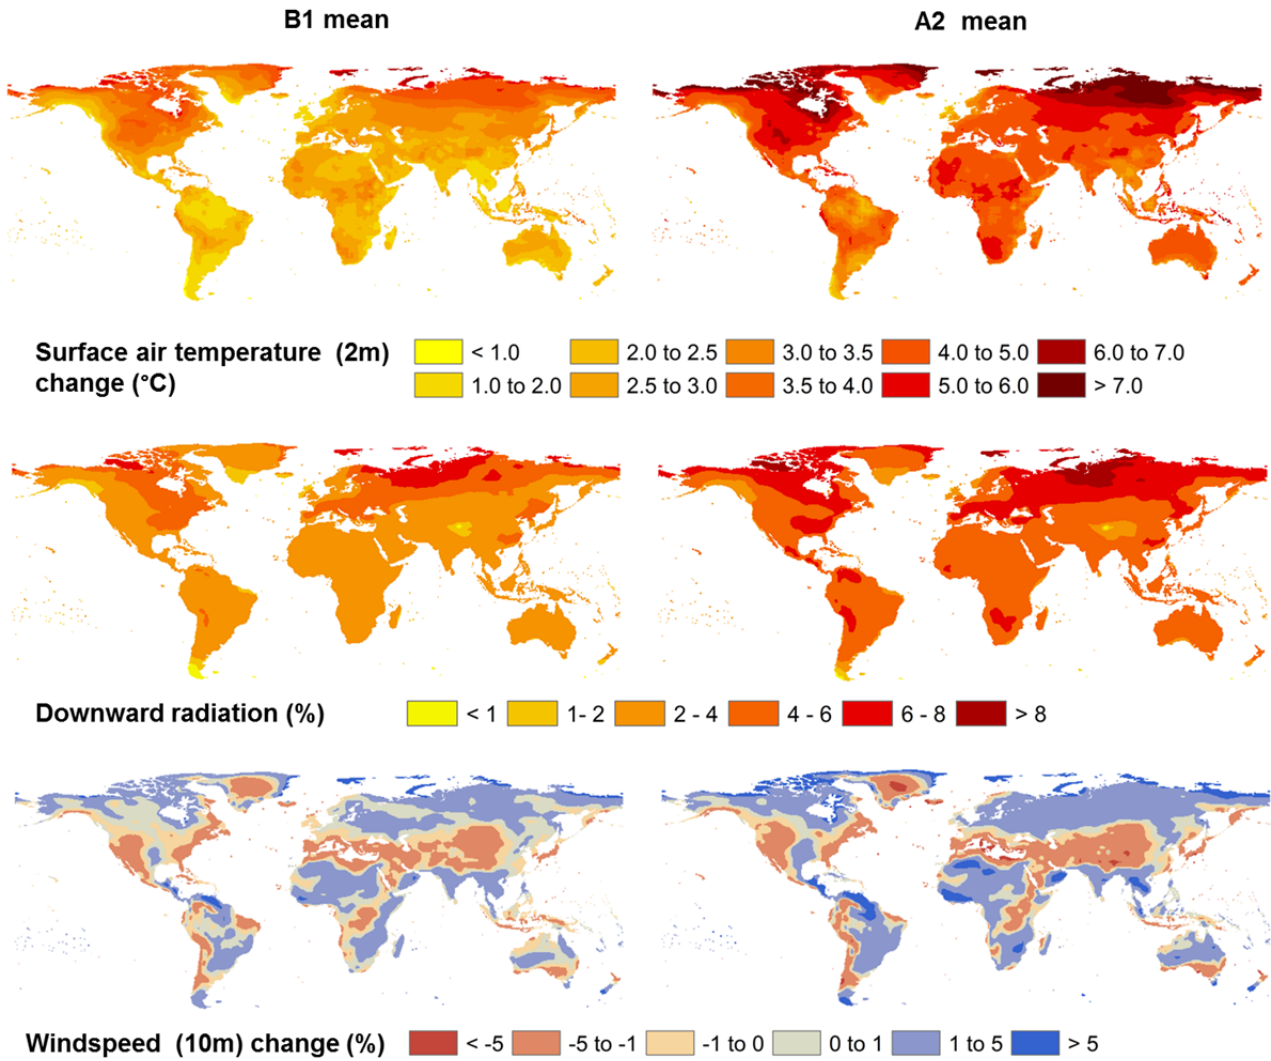 B1 mean
A2 mean
Surface air temperature (2m) change (°C)
< 1.0
2.0 to 2.5
3.0 to 3.5
4.0 to 5.0
6.0 to 7.0
1.0 to 2.0
2.5 to 3.0
3.5 to 4.0
5.0 to 6.0
> 7.0
Downward radiation (%)
< 1
1- 2
2 - 4
4 - 6
6 - 8
> 8
Windspeed (10m) change (%)
< -5
-5 to -1
-1 to 0
0 to 1
1 to 5
> 5